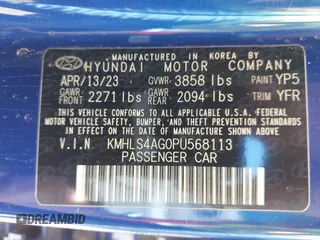 MANUFACTURED IN KOREA BY
HYUNDAI MOTOR COMPANY
APR/13/23 GVWR 3858 lbs PAINT YP5
GAWR FRONT 2271 lbs GAWR REAR 2094 lbs TRIM YFR
THIS VEHICLE CONFORMS TO ALL APPLICABLE FEDERAL
MOTOR VEHICLE SAFETY, BUMPER, AND THEFT PREVENTION
STANDARDS IN EFFECT ON THE DATE OF MANUFACTURE
SHOWN ABOVE.
V.I.N KMHLS4AG0PU568113
PASSENGER CAR
DREAMBID